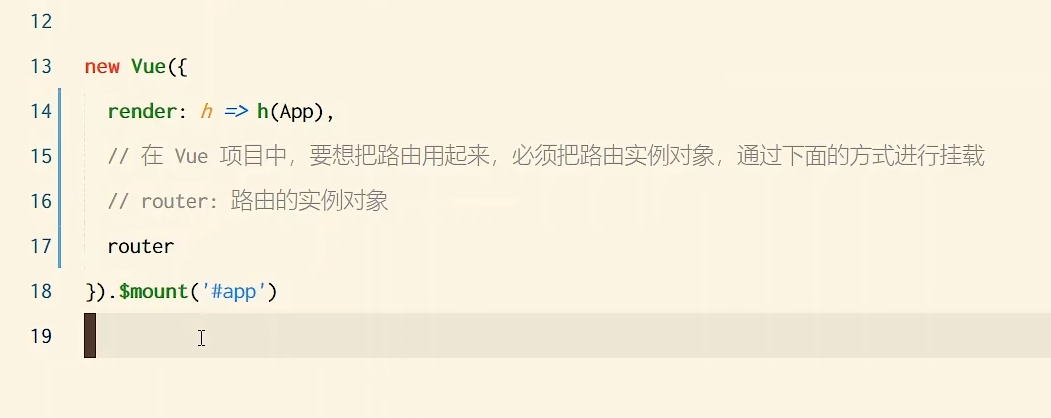 12
13 new Vue({
14 render: h => h(App),
15 // 在 Vue 项目中，要想把路由用起来，必须把路由实例对象，通过下面的方式进行挂载
16 // router: 路由的实例对象
17 router
18 }).$mount('#app')
19